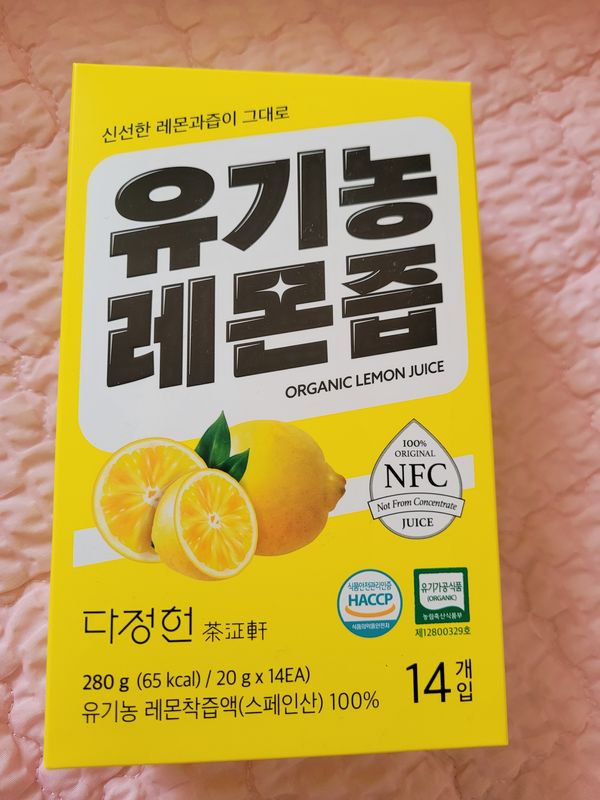 신선한 레몬과즙이 그대로
유기농
레몬즙
ORGANIC LEMON JUICE
100%
ORIGINAL
NFC
Not From Concentrate
JUICE
식품안전관리인증
HACCP
식품의약품안전처
유기가공식품
(ORGANIC)
농림축산식품부
제12800329호
다정헌 茶泟軒
280 g (65 kcal) / 20 g x 14EA)
유기농 레몬착즙액(스페인산) 100%
14개입